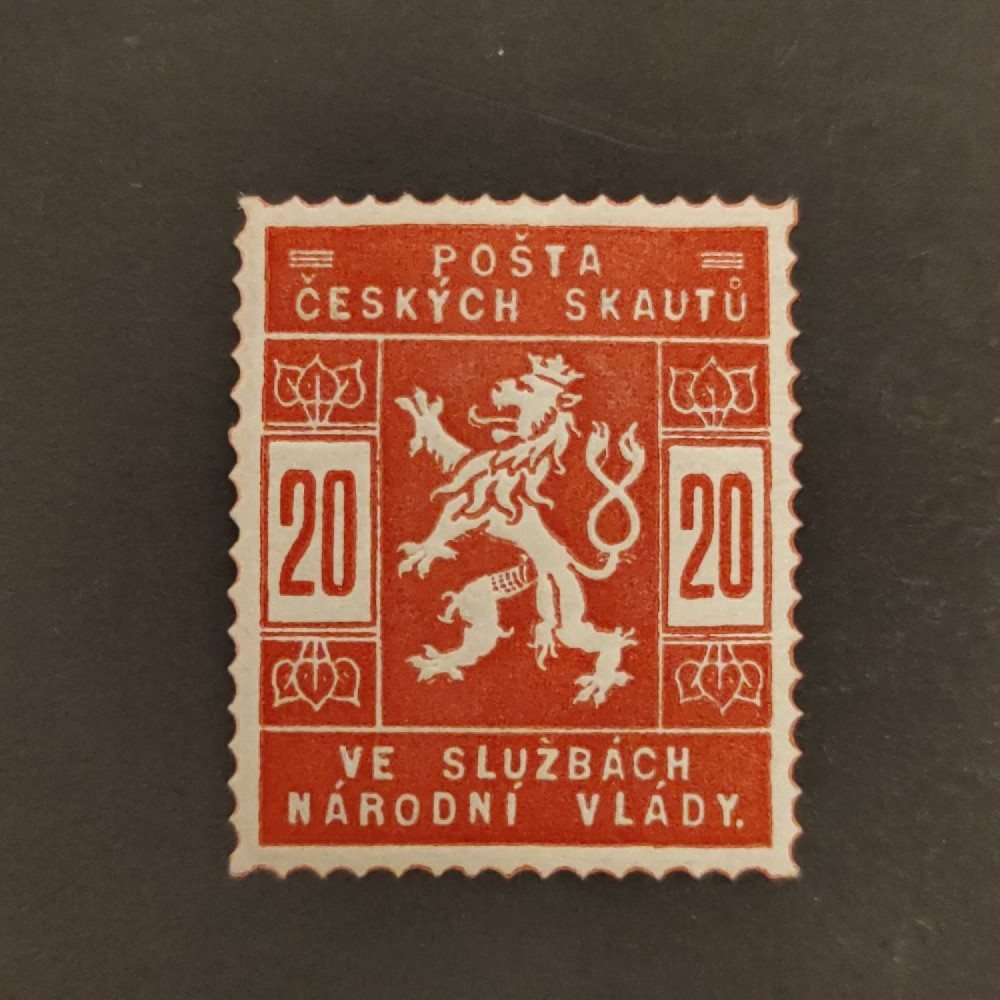 POŠTA
ČESKÝCH SKAUTŮ
20 20
VE SLUŽBÁCH
NÁRODNÍ VLÁDY.